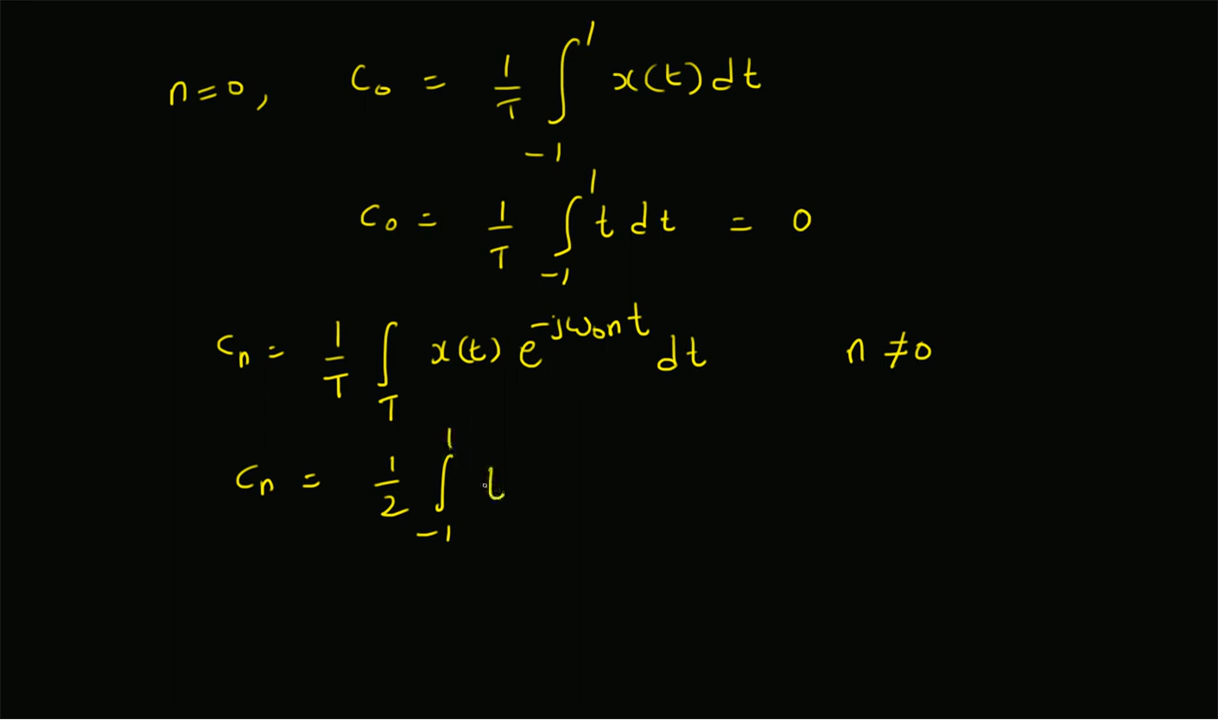 n=0, C₀ = 1/T ∫₋₁¹ x(t)dt
C₀ = 1/T ∫₋₁¹ t dt = 0
Cₙ = 1/T ∫_T x(t) e^{-jω₀nt} dt n ≠ 0
Cₙ = 1/2 ∫₋₁¹ t